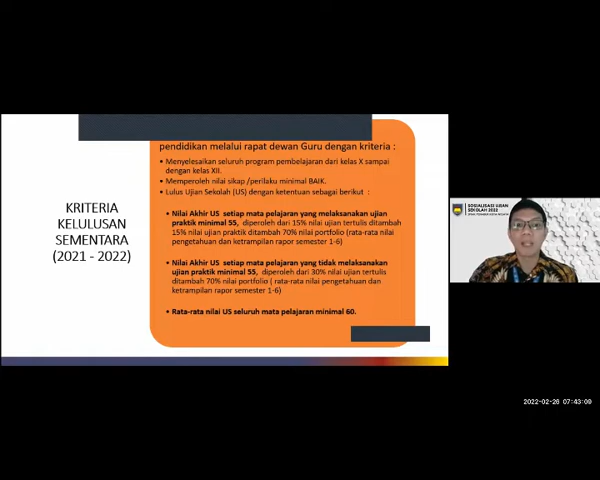 KRITERIA
KELULUSAN
SEMENTARA
(2021 - 2022)
pendidikan melalui rapat dewan Guru dengan kriteria :
• Menyelesaikan seluruh program pembelajaran dari kelas X sampai
dengan kelas XII.
• Memperoleh nilai sikap /perilaku minimal BAIK.
• Lulus Ujian Sekolah (US) dengan ketentuan sebagai berikut :
• Nilai Akhir US setiap mata pelajaran yang melaksanakan ujian
praktik minimal 55, diperoleh dari 15% nilai ujian tertulis ditambah
15% nilai ujian praktik ditambah 70% nilai portfolio (rata-rata nilai
pengetahuan dan ketrampilan rapor semester 1-6)
• Nilai Akhir US setiap mata pelajaran yang tidak melaksanakan
ujian praktik minimal 55, diperoleh dari 30% nilai ujian tertulis
ditambah 70% nilai portfolio ( rata-rata nilai pengetahuan dan
ketrampilan rapor semester 1-6)
• Rata-rata nilai US seluruh mata pelajaran minimal 60.
SOSIALISASI UJIAN
SEKOLAH 2022
2022-02-26 07:43:09